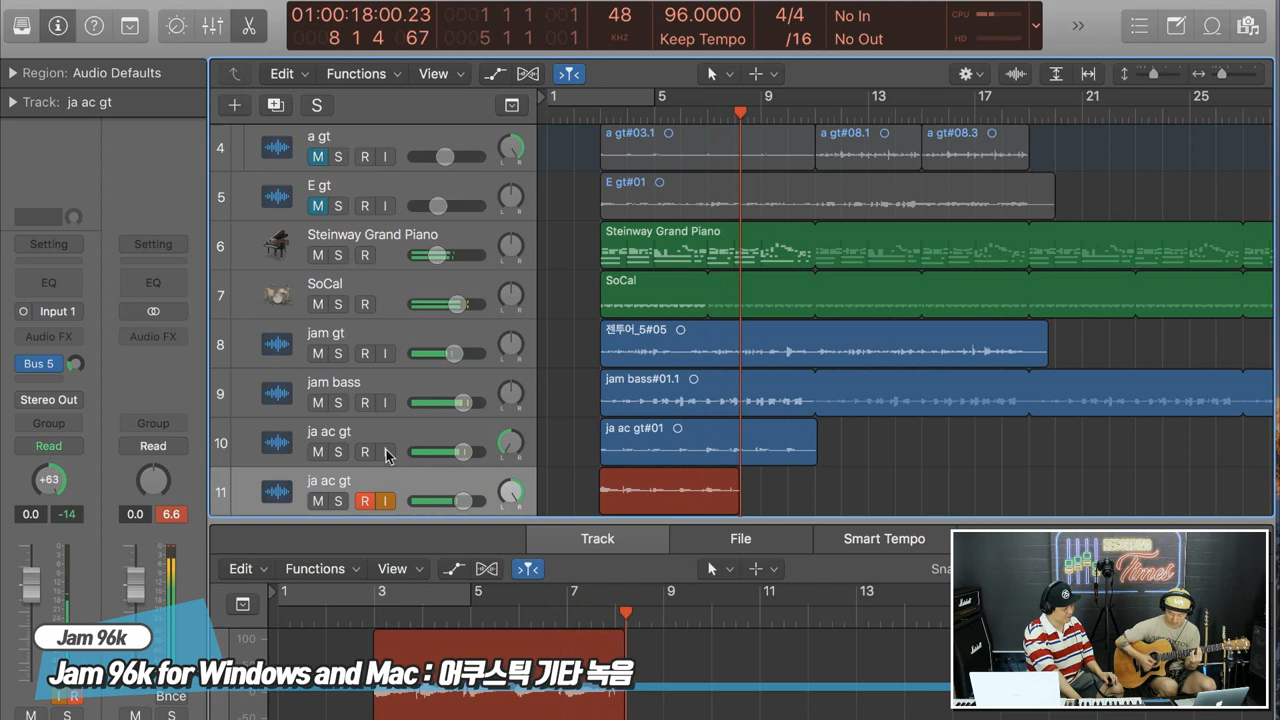 01:00:18:00.23
8 1 4 67
0001 1 1 001
0005 1 1 001
48
KHZ
96.0000
Keep Tempo
4/4
/16
No In
No Out
CPU
HD
Region: Audio Defaults
Track: ja ac gt
Edit
Functions
View
1
5
9
13
17
21
25
S
4
a gt
M S R I
L R
a gt#03.1
a gt#08.1
a gt#08.3
5
E gt
M S R I
L R
E gt#01
6
Steinway Grand Piano
M S R
L R
Steinway Grand Piano
7
SoCal
M S R
L R
SoCal
8
jam gt
M S R I
L R
젠투어_5#05
9
jam bass
M S R I
L R
jam bass#01.1
10
ja ac gt
M S R
L R
ja ac gt#01
11
ja ac gt
M S R I
L R
Setting
Setting
EQ
EQ
Input 1
Audio FX
Audio FX
Bus 5
Stereo Out
Group
Group
Read
Read
+63
0.0
-14
0.0
6.6
Track
File
Smart Tempo
Edit
Functions
View
Sna
1
3
5
7
9
11
13
100
-50
Bnce
M S
M
Times
Marshall
Jam 96k
Jam 96k for Windows and Mac : 어쿠스틱 기타 녹음